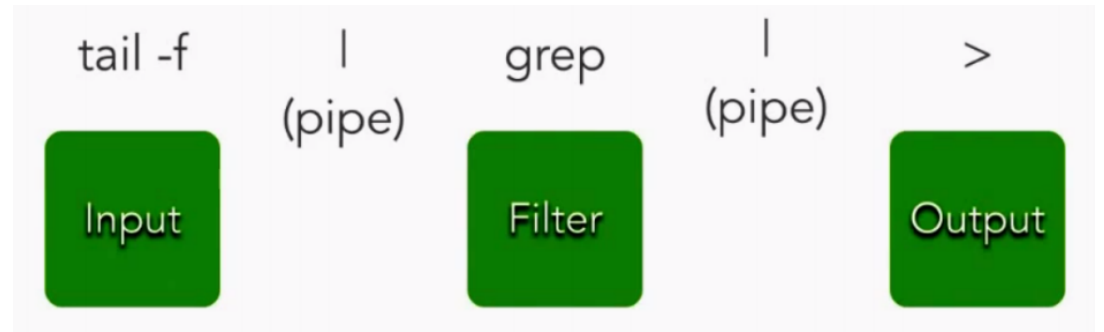 tail -f
|
(pipe)
grep
|
(pipe)
>
Input
Filter
Output